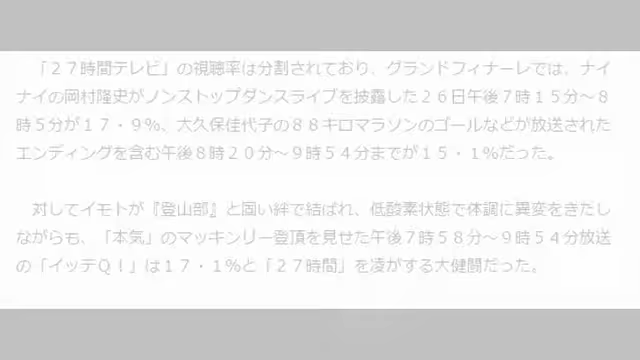 「２７時間テレビ」の視聴率は分割されており、グランドフィナーレでは、ナイ
ナイの岡村隆史がノンストップダンスライブを披露した２６日午後７時１５分～８
時５分が１７・９％、大久保佳代子の８８キロマラソンのゴールなどが放送された
エンディングを含む午後８時２０分～９時５４分までが１５・１％だった。
対してイモトが『登山部』と固い絆で結ばれ、低酸素状態で体調に異変をきたし
ながらも、「本気」のマッキンリー登頂を見せた午後７時５８分～９時５４分放送
の「イッテＱ！」は１７・１％と「２７時間」を凌がする大健闘だった。